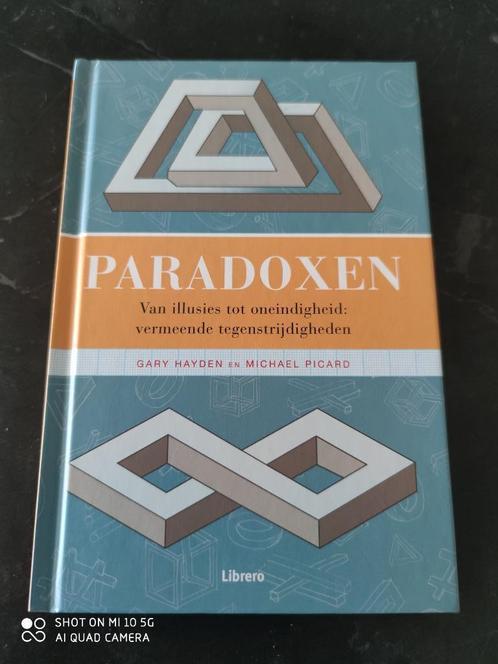 PARADOXEN
Van illusies tot oneindigheid:
vermeende tegenstrijdigheden
GARY HAYDEN EN MICHAEL PICARD
Librero
SHOT ON MI 10 5G
AI QUAD CAMERA